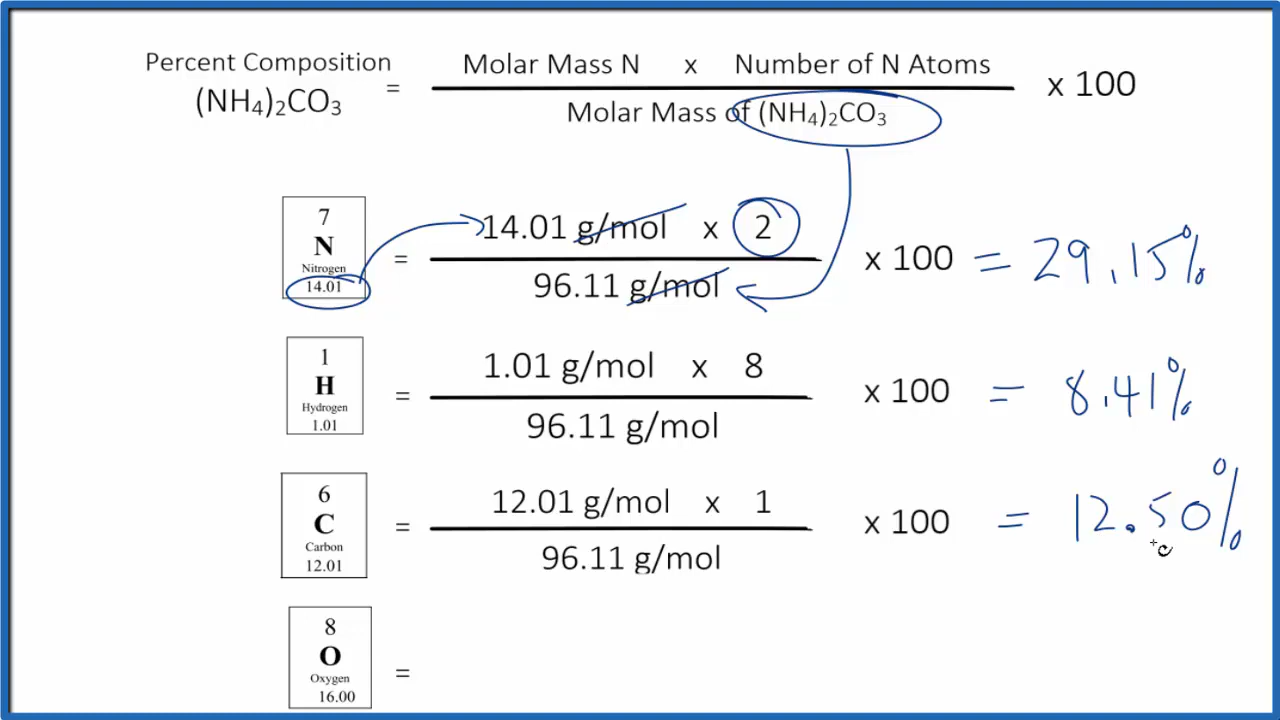 Percent Composition (NH₄)₂CO₃ = Molar Mass N x Number of N Atoms / Molar Mass of (NH₄)₂CO₃ x 100
7
N
Nitrogen
14.01
= 14.01 g/mol x 2 / 96.11 g/mol x 100 = 29.15%
1
H
Hydrogen
1.01
= 1.01 g/mol x 8 / 96.11 g/mol x 100 = 8.41%
6
C
Carbon
12.01
= 12.01 g/mol x 1 / 96.11 g/mol x 100 = 12.50%
8
O
Oxygen
16.00
=